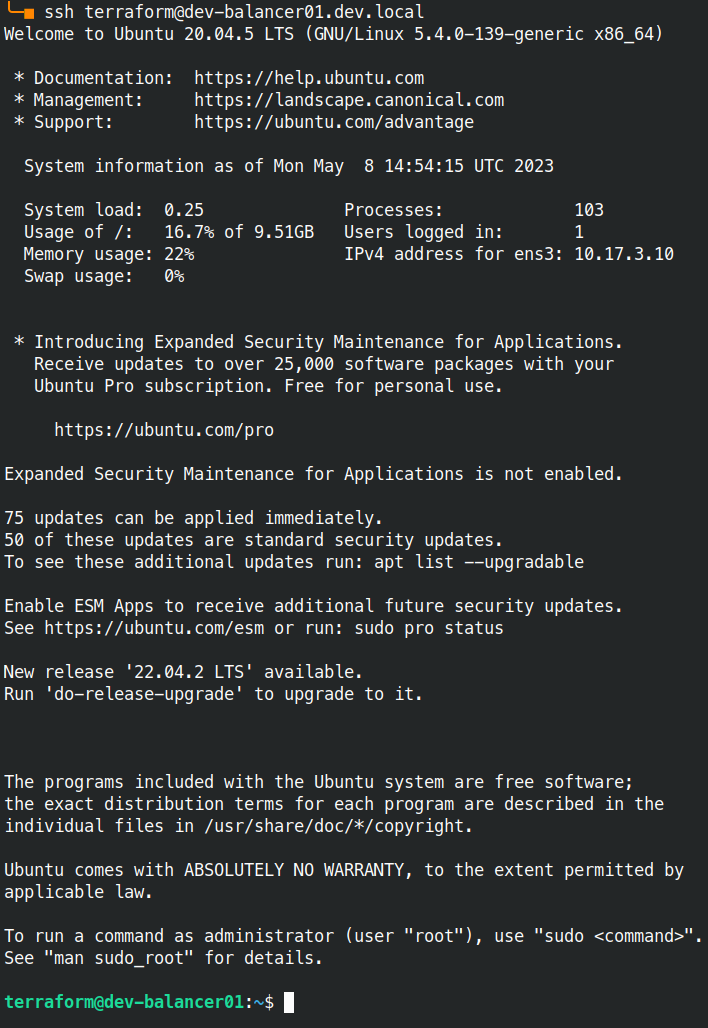 ssh terraform@dev-balancer01.dev.local
Welcome to Ubuntu 20.04.5 LTS (GNU/Linux 5.4.0-139-generic x86_64)
* Documentation:  https://help.ubuntu.com
* Management:     https://landscape.canonical.com
* Support:        https://ubuntu.com/advantage
System information as of Mon May  8 14:54:15 UTC 2023
System load:  0.25              Processes:             103
Usage of /:   16.7% of 9.51GB   Users logged in:       1
Memory usage: 22%               IPv4 address for ens3: 10.17.3.10
Swap usage:   0%
* Introducing Expanded Security Maintenance for Applications.
Receive updates to over 25,000 software packages with your
Ubuntu Pro subscription. Free for personal use.
https://ubuntu.com/pro
Expanded Security Maintenance for Applications is not enabled.
75 updates can be applied immediately.
50 of these updates are standard security updates.
To see these additional updates run: apt list --upgradable
Enable ESM Apps to receive additional future security updates.
See https://ubuntu.com/esm or run: sudo pro status
New release '22.04.2 LTS' available.
Run 'do-release-upgrade' to upgrade to it.
The programs included with the Ubuntu system are free software;
the exact distribution terms for each program are described in the
individual files in /usr/share/doc/*/copyright.
Ubuntu comes with ABSOLUTELY NO WARRANTY, to the extent permitted by
applicable law.
To run a command as administrator (user "root"), use "sudo <command>".
See "man sudo_root" for details.
terraform@dev-balancer01:~$